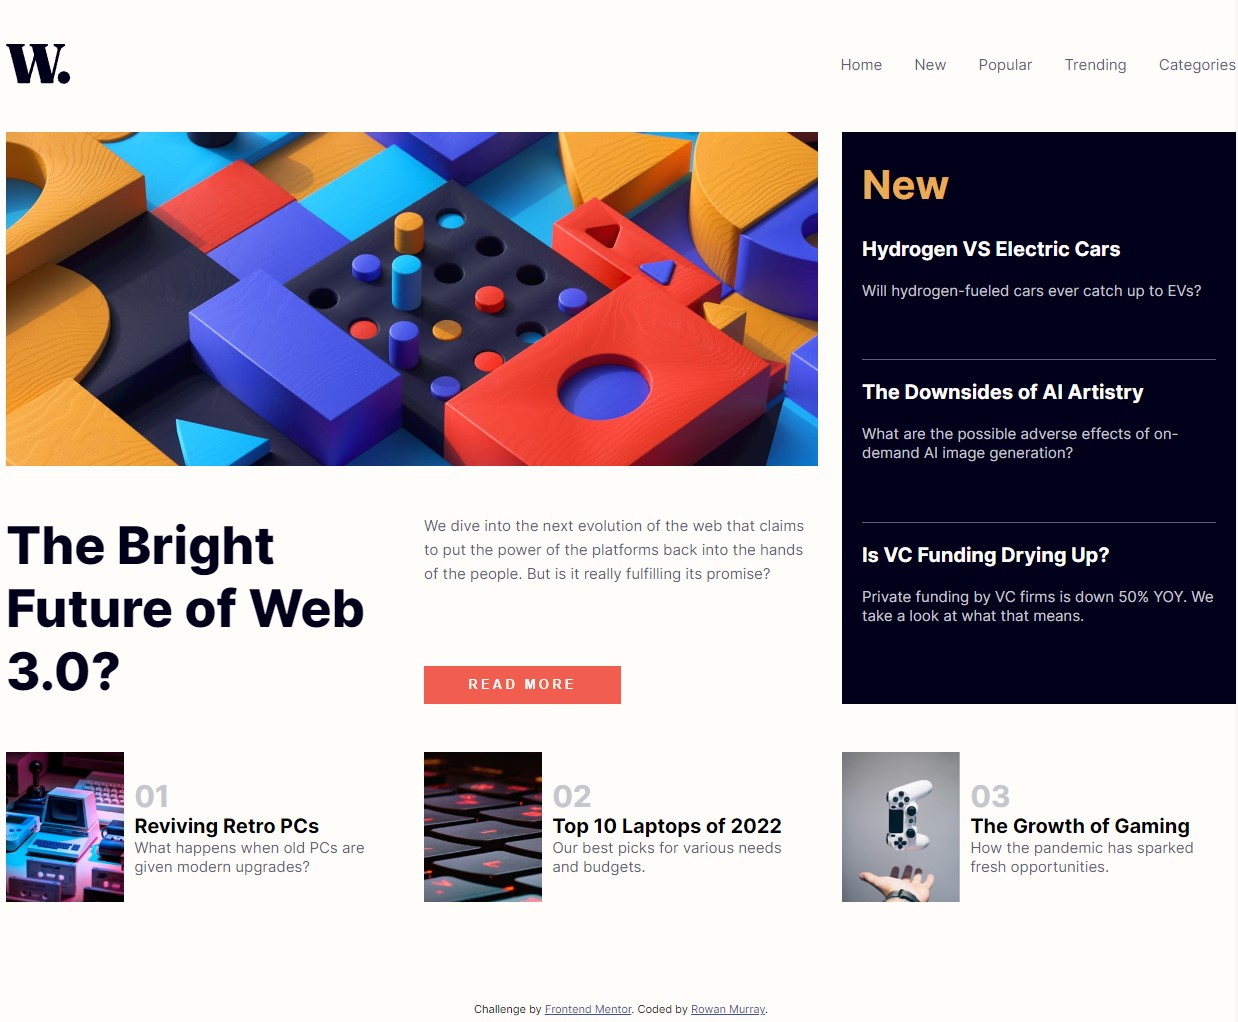 W.
Home New Popular Trending Categories
New
Hydrogen VS Electric Cars
Will hydrogen-fueled cars ever catch up to EVs?
The Downsides of AI Artistry
What are the possible adverse effects of on-
demand AI image generation?
Is VC Funding Drying Up?
Private funding by VC firms is down 50% YOY. We
take a look at what that means.
The Bright
Future of Web
3.0?
We dive into the next evolution of the web that claims
to put the power of the platforms back into the hands
of the people. But is it really fulfilling its promise?
READ MORE
01
Reviving Retro PCs
What happens when old PCs are
given modern upgrades?
02
Top 10 Laptops of 2022
Our best picks for various needs
and budgets.
03
The Growth of Gaming
How the pandemic has sparked
fresh opportunities.
Challenge by Frontend Mentor. Coded by Rowan Murray.